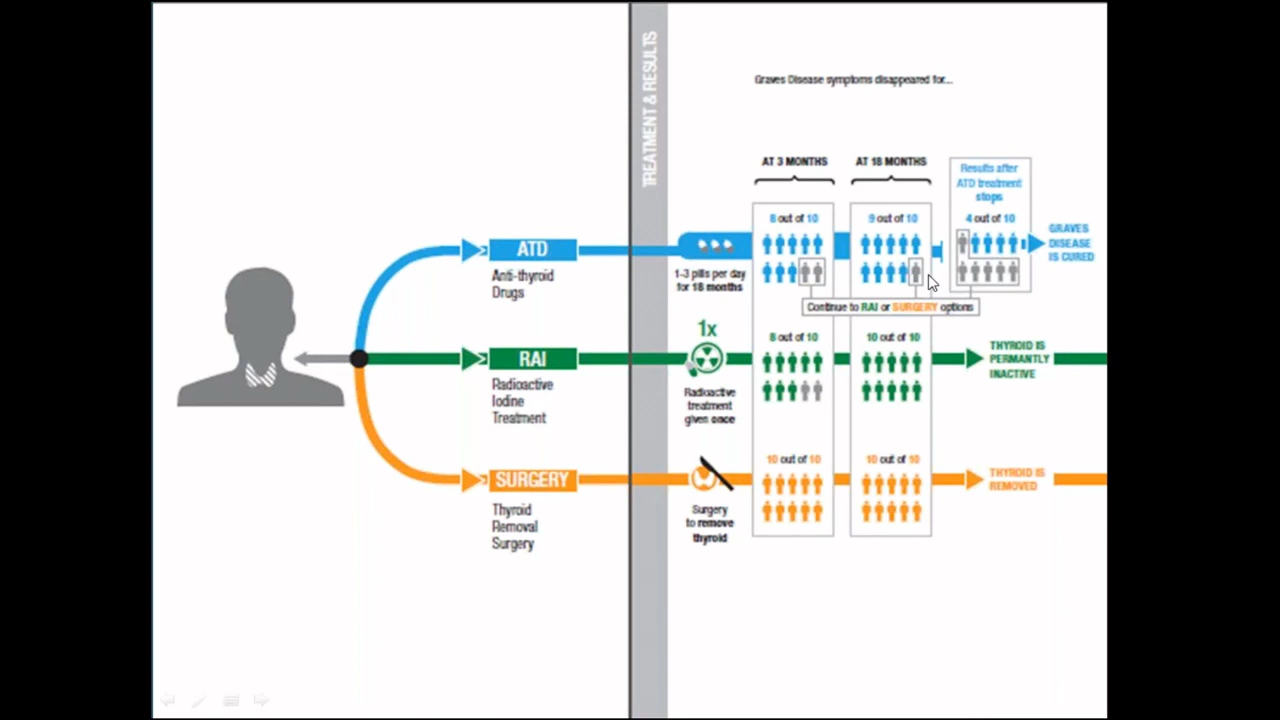 TREATMENT & RESULTS
Graves Disease symptoms disappeared for...
AT 3 MONTHS
AT 18 MONTHS
Results after
ATD treatment
stops
8 out of 10
9 out of 10
4 out of 10
ATD
Anti-thyroid
Drugs
1-3 pills per day
for 18 months
GRAVES
DISEASE
IS CURED
Continue to RAI or SURGERY options
1x
8 out of 10
10 out of 10
RAI
Radioactive
Iodine
Treatment
Radioactive
treatment
given once
THYROID IS
PERMANTLY
INACTIVE
10 out of 10
10 out of 10
SURGERY
Thyroid
Removal
Surgery
Surgery
to remove
thyroid
THYROID IS
REMOVED